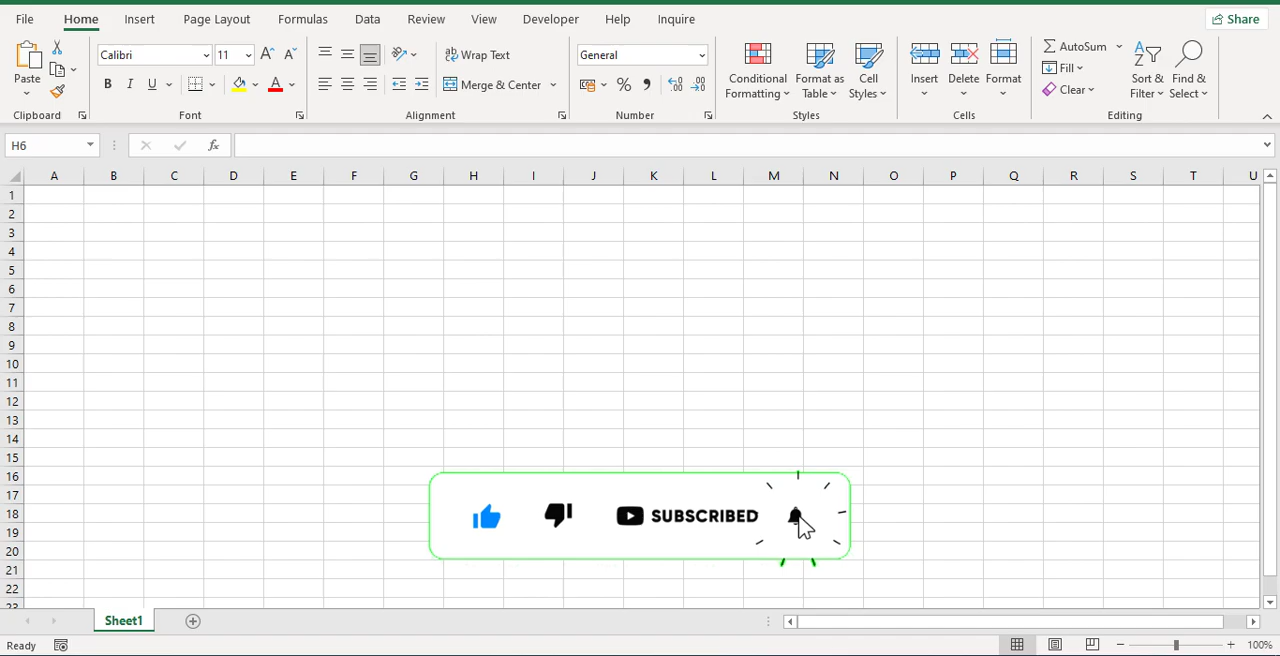 File Home Insert Page Layout Formulas Data Review View Developer Help Inquire Share
Calibri 11 Wrap Text General AutoSum
Paste Conditional Format as Cell Insert Delete Format Fill Sort & Find &
B I U Merge & Center % Formatting Table Styles Clear Filter Select
Clipboard Font Alignment Number Styles Cells Editing
H6 fx
A B C D E F G H I J K L M N O P Q R S T U
1
2
3
4
5
6
7
8
9
10
11
12
13
14
15
16
17
18 SUBSCRIBED
19
20
21
22
23
Sheet1
Ready 100%